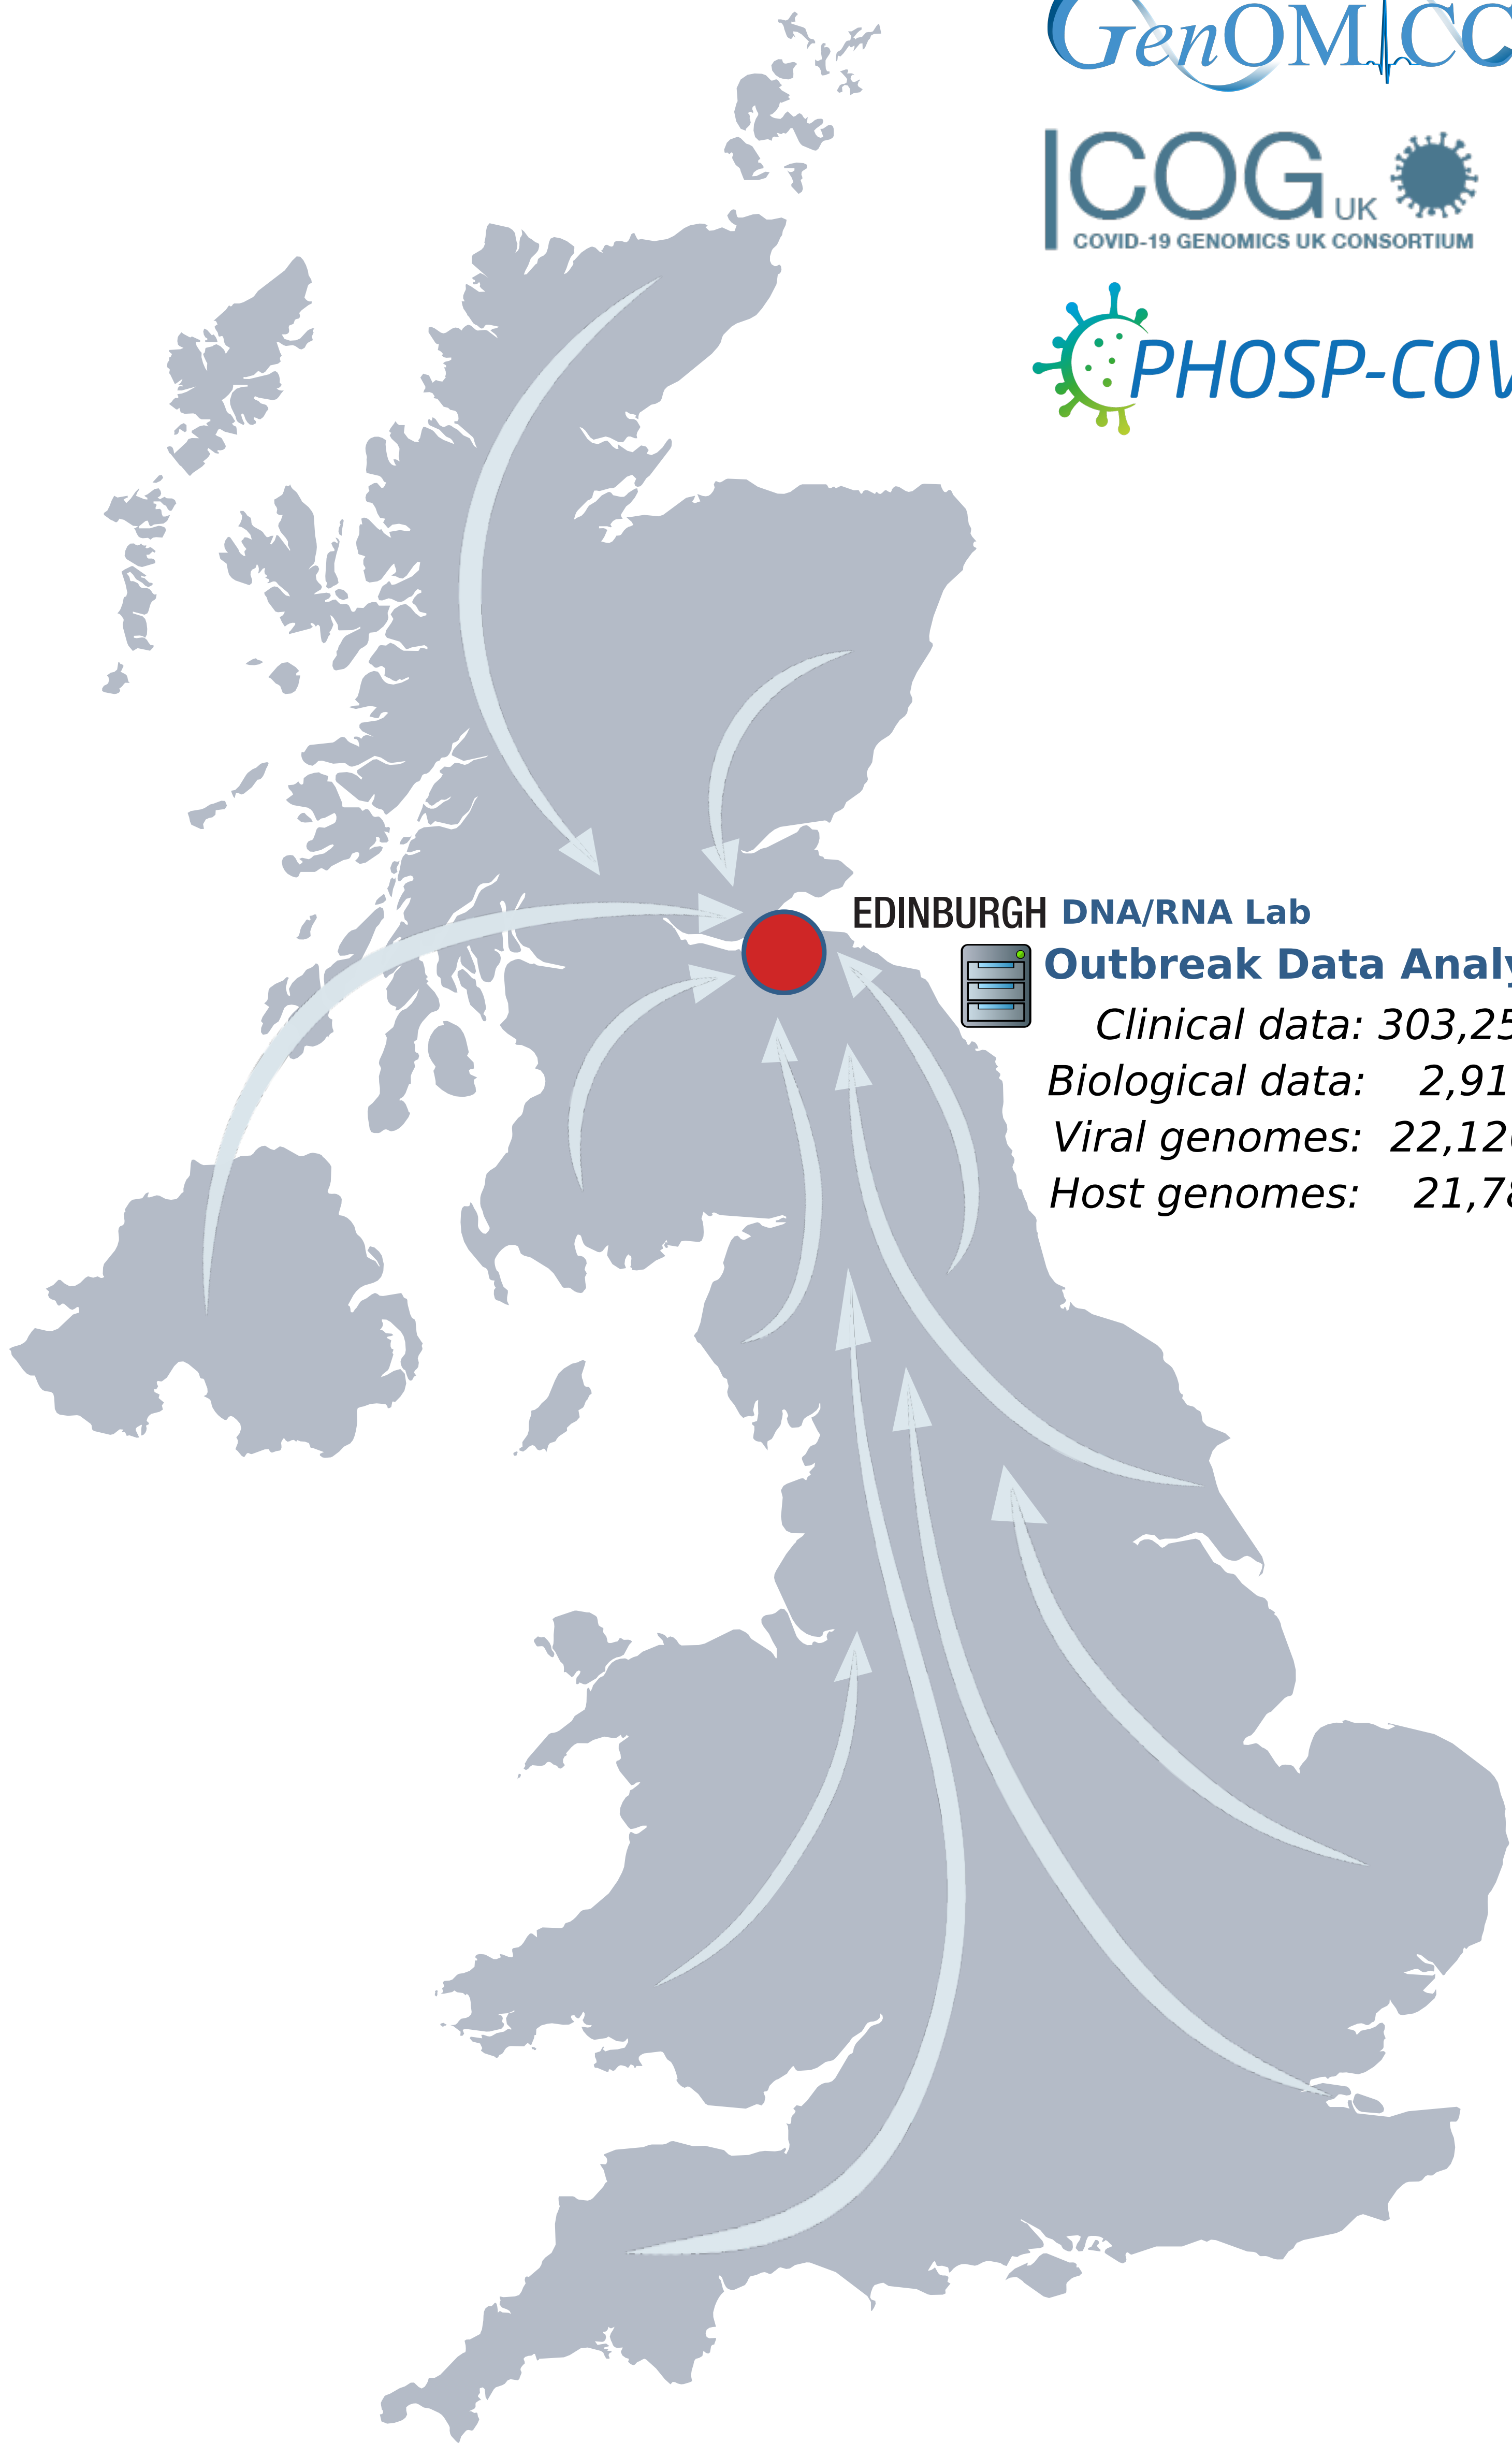 GenOMICC
COG UK
COVID-19 GENOMICS UK CONSORTIUM
PHOSP-COV
EDINBURGH DNA/RNA Lab
Outbreak Data Analy
Clinical data: 303,25
Biological data: 2,91
Viral genomes: 22,12
Host genomes: 21,78